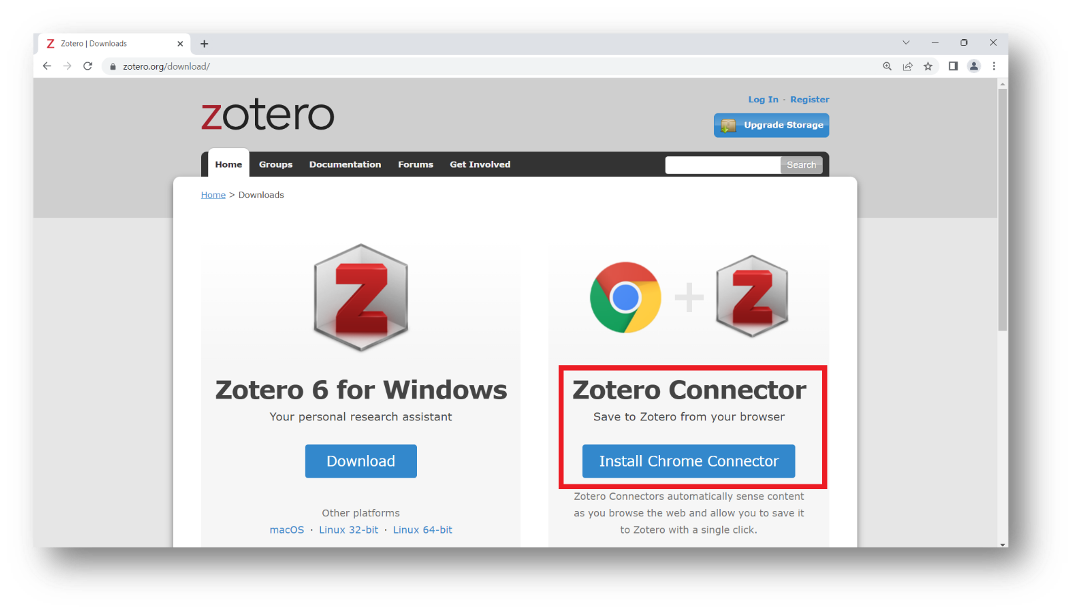 Zotero | Downloads
zotero.org/download/
zotero
Log In · Register
Upgrade Storage
Home Groups Documentation Forums Get Involved Search
Home > Downloads
Zotero 6 for Windows
Your personal research assistant
Download
Other platforms
macOS · Linux 32-bit · Linux 64-bit
Zotero Connector
Save to Zotero from your browser
Install Chrome Connector
Zotero Connectors automatically sense content
as you browse the web and allow you to save it
to Zotero with a single click.